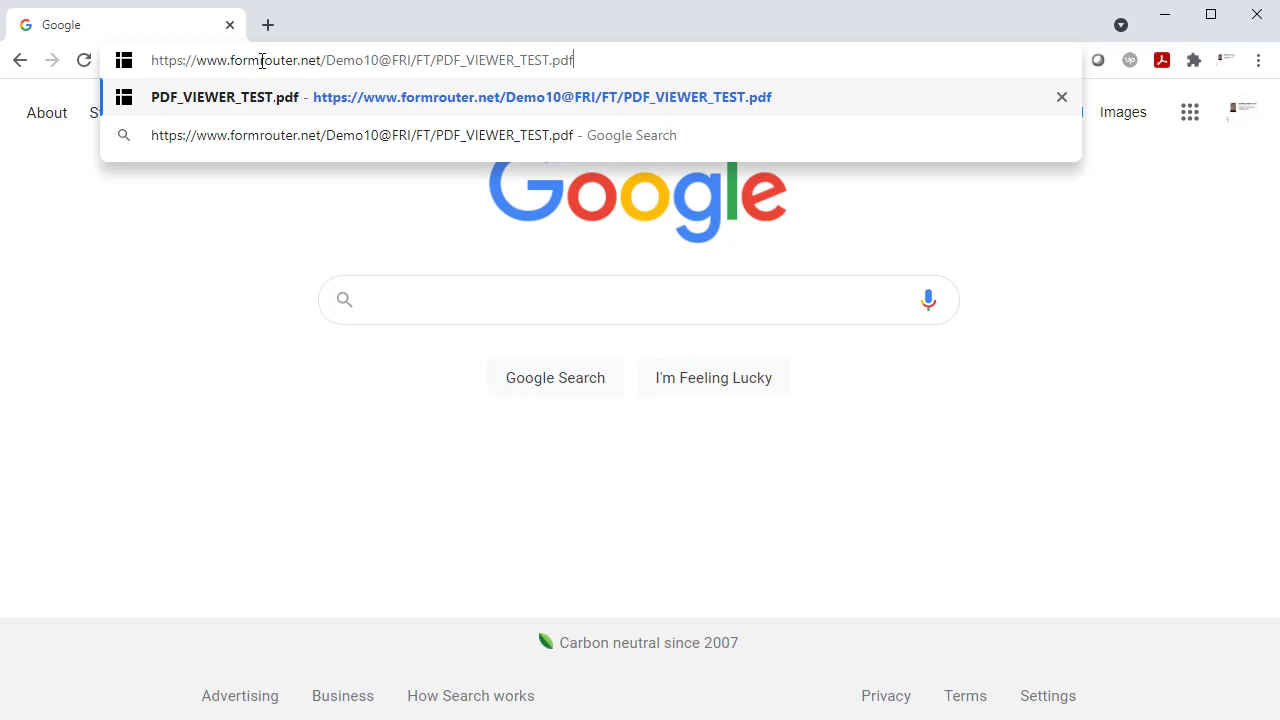 Google
https://www.formrouter.net/Demo10@FRI/FT/PDF_VIEWER_TEST.pdf
PDF_VIEWER_TEST.pdf - https://www.formrouter.net/Demo10@FRI/FT/PDF_VIEWER_TEST.pdf
About
Images
https://www.formrouter.net/Demo10@FRI/FT/PDF_VIEWER_TEST.pdf - Google Search
Google
Google Search
I'm Feeling Lucky
Carbon neutral since 2007
Advertising
Business
How Search works
Privacy
Terms
Settings